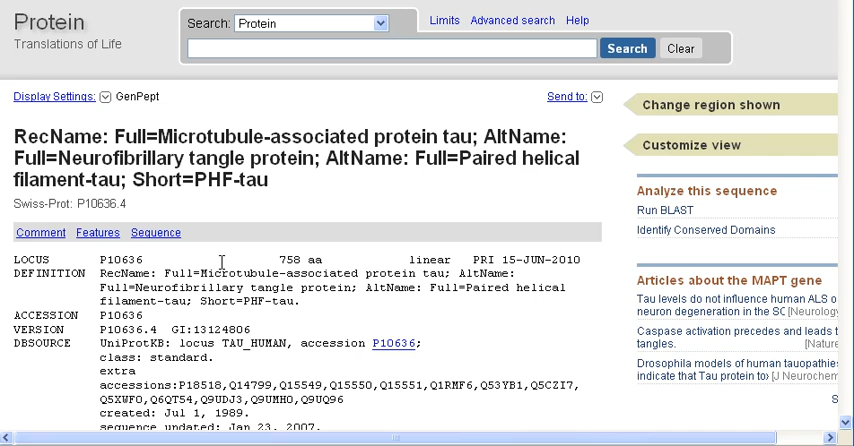 Protein
Translations of Life
Search: Protein
Limits Advanced search Help
Search Clear
Display Settings: GenPept
Send to:
RecName: Full=Microtubule-associated protein tau; AltName:
Full=Neurofibrillary tangle protein; AltName: Full=Paired helical
filament-tau; Short=PHF-tau
Swiss-Prot: P10636.4
Comment Features Sequence
LOCUS P10636 758 aa linear PRI 15-JUN-2010
DEFINITION RecName: Full=Microtubule-associated protein tau; AltName:
Full=Neurofibrillary tangle protein; AltName: Full=Paired helical
filament-tau; Short=PHF-tau.
ACCESSION P10636
VERSION P10636.4 GI:13124806
DBSOURCE UniProtKB: locus TAU_HUMAN, accession P10636;
class: standard.
extra
accessions:P18518,Q14799,Q15549,Q15550,Q15551,Q1RMF6,Q53YB1,Q5CZI7,
Q5XWF0,Q6QT54,Q9UDJ3,Q9UMH0,Q9UQ96
created: Jul 1, 1989.
sequence updated: Jan 23, 2007.
Change region shown
Customize view
Analyze this sequence
Run BLAST
Identify Conserved Domains
Articles about the MAPT gene
Tau levels do not influence human ALS o
neuron degeneration in the SC [Neurology
Caspase activation precedes and leads t
tangles. [Nature
Drosophila models of human tauopathies
indicate that Tau protein to [J Neurochem
S